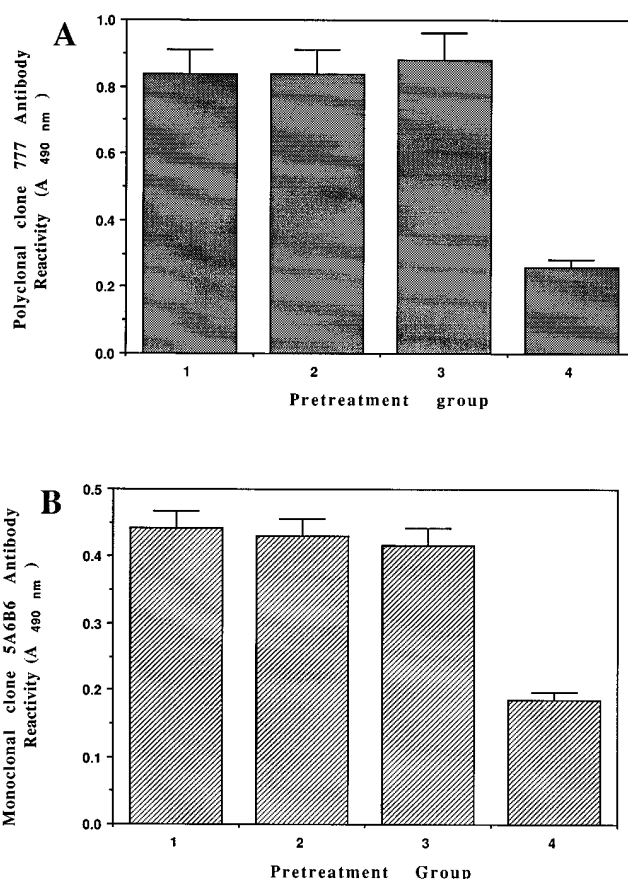 A
Polyclonal clone 777 Antibody
Reactivity (A 490 nm)
1.0
0.8
0.6
0.4
0.2
0.0
1 2 3 4
Pretreatment group
B
Monoclonal clone 5A6B6 Antibody
Reactivity (A 490 nm)
0.5
0.4
0.3
0.2
0.1
0.0
1 2 3 4
Pretreatment Group